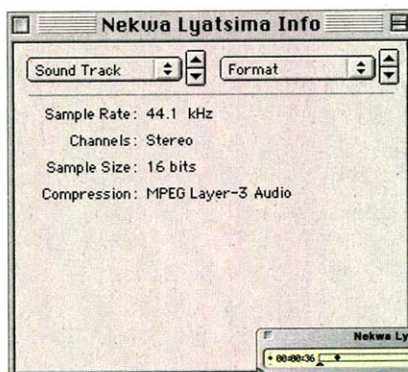 Nekwa Lyatsima Info
Sound Track Format
Sample Rate: 44.1 kHz
Channels: Stereo
Sample Size: 16 bits
Compression: MPEG Layer-3 Audio
Nekwa Ly
00:00:36